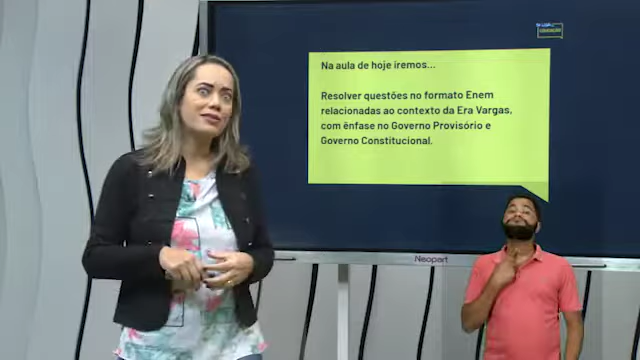 EDUCAÇÃO
Na aula de hoje iremos...
Resolver questões no formato Enem
relacionadas ao contexto da Era Vargas,
com ênfase no Governo Provisório e
Governo Constitucional.
Neopart